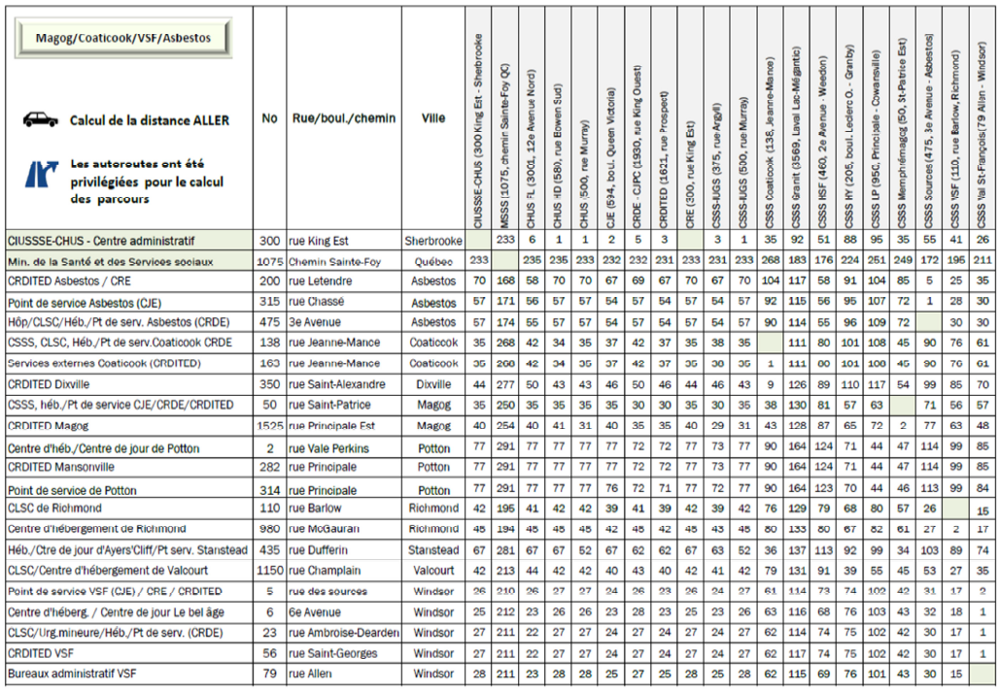 Magog/Coaticook/VSF/Asbestos
Calcul de la distance ALLER
Les autoroutes ont été
privilégiées pour le calcul
des parcours
No Rue/boul./chemin Ville
CIUSSSE-CHUS (300 King Est - Sherbrooke
MSSS (1075, chemin Sainte-Foy QC)
CHUS FL (3001, 12e Avenue Nord)
CHUS HD (580, rue Bowen Sud)
CHUS (500, rue Murray)
CJE (594, boul. Queen Victoria)
CRDE - CJPC (1930, rue King Ouest)
CRDITED (1621, rue Prospect)
CRE (300, rue King Est)
CSSS-IUGS (375, rue Argyll)
CSSS-IUGS (500, rue Murray)
CSSS Coaticook (138, Jeanne-Mance)
CSSS Granit (3569, Laval Lac-Mégantic)
CSSS HSF (460, 2e Avenue - Weedon)
CSSS HY (205, boul. Leclerc O. - Granby)
CSSS LP (950, Principale - Cowansville)
CSSS Memphrémagog (50, St-Patrice Est)
CSSS Sources (475, 3e Avenue - Asbestos)
CSSS VSF (110, rue Barlow, Richmond)
CSSS Val St-François (79 Allen - Windsor)
CIUSSSE-CHUS - Centre administratif 300 rue King Est Sherbrooke 233 6 1 1 2 5 3 3 1 35 92 51 88 95 35 55 41 26
Min. de la Santé et des Services sociaux 1075 Chemin Sainte-Foy Québec 233 235 235 233 232 232 231 233 231 233 268 183 176 224 251 249 172 195 211
CRDITED Asbestos / CRE 200 rue Letendre Asbestos 70 168 58 70 70 67 69 67 70 67 70 104 117 58 91 104 85 5 25 35
Point de service Asbestos (CJE) 315 rue Chassé Asbestos 57 171 56 57 57 54 57 54 57 54 57 92 115 56 95 107 72 1 28 30
Hôp/CLSC/Héb./Pt de serv. Asbestos (CRDE) 475 3e Avenue Asbestos 57 174 55 57 57 54 57 54 57 54 57 90 114 55 96 109 72 30 30
CSSS, CLSC, Héb./Pt de serv.Coaticook CRDE 138 rue Jeanne-Mance Coaticook 35 268 42 34 35 37 42 37 35 38 35 111 80 101 108 45 90 76 61
Services externes Coaticook (CRDITED) 163 rue Jeanne-Mance Coaticook 35 268 42 34 35 37 42 37 35 38 35 1 111 80 101 108 45 90 76 61
CRDITED Dixville 350 rue Saint-Alexandre Dixville 44 277 50 43 43 46 50 46 44 46 43 9 126 89 110 117 54 99 85 70
CSSS, héb./Pt de service CJE/CRDE/CRDITED 50 rue Saint-Patrice Magog 35 250 35 35 35 35 30 30 35 30 35 38 130 81 57 63 71 56 57
CRDITED Magog 1525 rue Principale Est Magog 40 254 40 41 31 40 35 35 40 29 31 43 128 87 65 72 2 77 63 48
Centre d'héb./Centre de jour de Potton 2 rue Vale Perkins Potton 77 291 77 77 77 77 72 72 77 73 77 90 164 124 71 44 47 114 99 85
CRDITED Mansonville 282 rue Principale Potton 77 291 77 77 77 77 72 72 77 73 77 90 164 124 71 44 47 114 99 85
Point de service de Potton 314 rue Principale Potton 77 291 77 77 77 76 72 71 77 72 77 90 164 123 70 44 46 113 99 84
CLSC de Richmond 110 rue Barlow Richmond 42 195 41 42 42 39 41 39 42 39 42 76 129 79 68 80 57 26 15
Centre d'hébergement de Richmond 980 rue McGauran Richmond 45 194 45 45 45 42 45 42 45 43 45 80 133 80 67 82 61 27 2 17
Héb./Ctre de jour d'Ayers'Cliff/Pt serv. Stanstead 435 rue Dufferin Stanstead 67 281 67 67 52 67 62 62 67 63 52 36 137 113 92 99 34 103 89 74
CLSC/Centre d'hébergement de Valcourt 1150 rue Champlain Valcourt 42 213 44 42 42 40 43 40 42 41 42 79 131 91 39 55 45 53 27 35
Point de service VSF (CJE) / CRE / CRDITED 5 rue des sources Windsor 26 210 26 27 27 24 26 23 26 24 27 61 114 73 74 102 42 31 17 2
Centre d'héberg. / Centre de jour Le bel âge 6 6e Avenue Windsor 25 212 23 26 26 23 28 23 25 23 26 63 116 68 76 103 43 32 18 1
CLSC/Urg.mineure/Héb./Pt de serv. (CRDE) 23 rue Ambroise-Dearden Windsor 27 211 22 27 27 24 27 24 27 24 27 62 114 74 75 102 42 30 17 1
CRDITED VSF 56 rue Saint-Georges Windsor 27 211 22 27 27 24 27 24 27 24 27 62 117 74 75 102 42 30 17 1
Bureaux administratif VSF 79 rue Allen Windsor 28 211 23 28 28 25 27 25 28 25 28 62 115 69 76 101 43 30 15